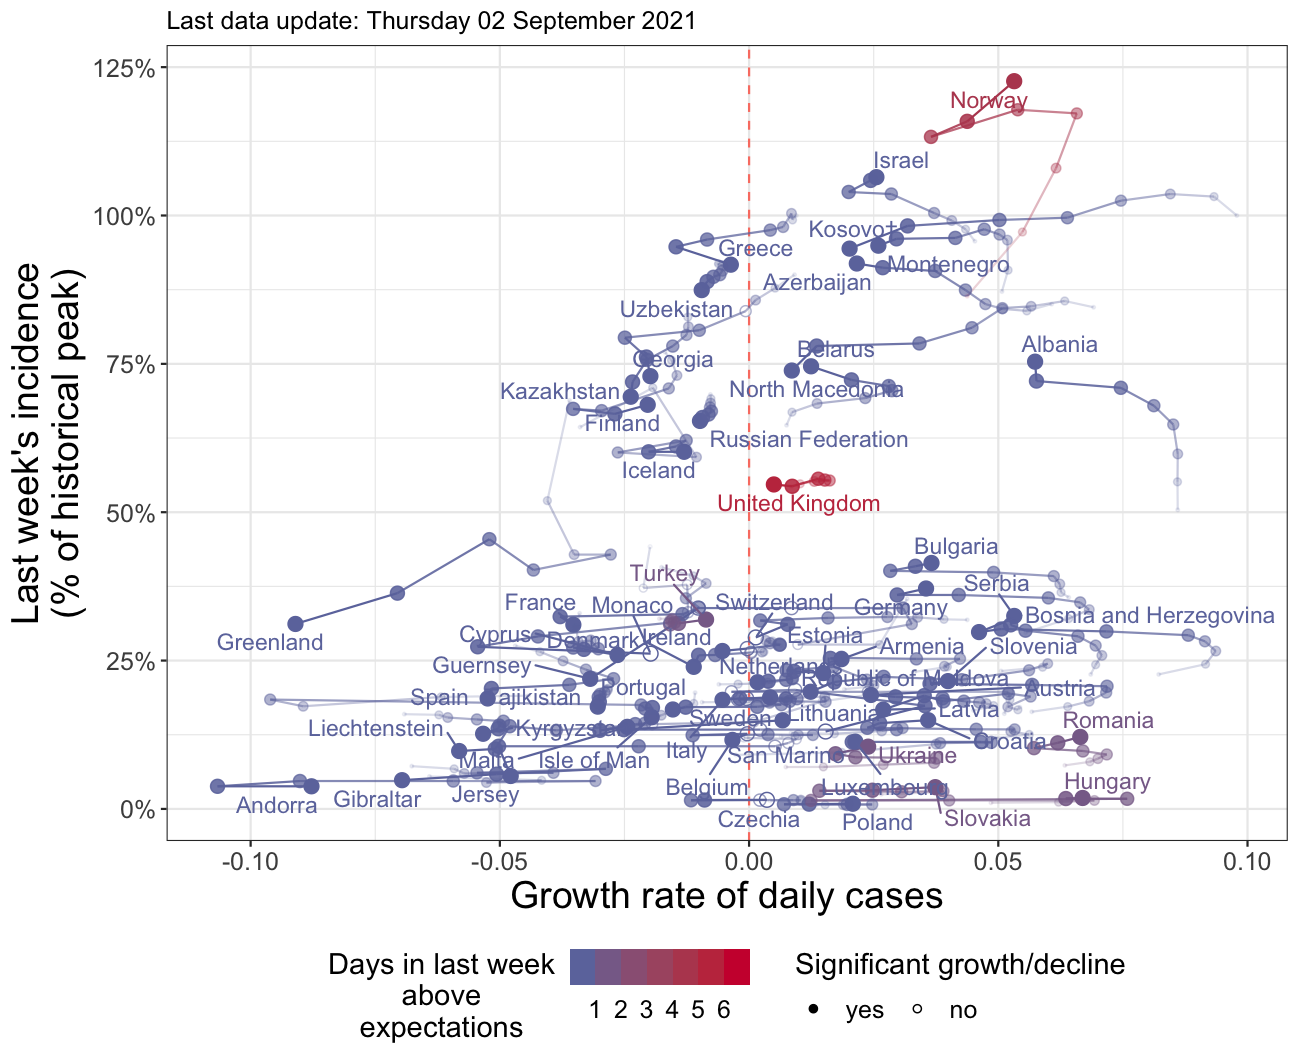 Last data update: Thursday 02 September 2021
125%
100%
75%
50%
25%
0%
Last week's incidence
(% of historical peak)
Norway
Israel
Kosovo†
Greece
Montenegro
Azerbaijan
Uzbekistan
Albania
Belarus
Georgia
Kazakhstan
North Macedonia
Finland
Russian Federation
Iceland
United Kingdom
Bulgaria
Turkey
Serbia
France
Monaco
Switzerland
Germany
Bosnia and Herzegovina
Cyprus
Denmark
Ireland
Estonia
Greenland
Armenia
Slovenia
Guernsey
Netherlands
Republic of Moldova
Spain
Tajikistan
Portugal
Austria
Sweden
Lithuania
Latvia
Romania
Liechtenstein
Kyrgyzstan
Croatia
Italy
San Marino
Ukraine
Malta
Isle of Man
Hungary
Belgium
Luxembourg
Andorra
Gibraltar
Jersey
Czechia
Poland
Slovakia
-0.10
-0.05
0.00
0.05
0.10
Growth rate of daily cases
Days in last week
above
expectations
1 2 3 4 5 6
Significant growth/decline
yes
no